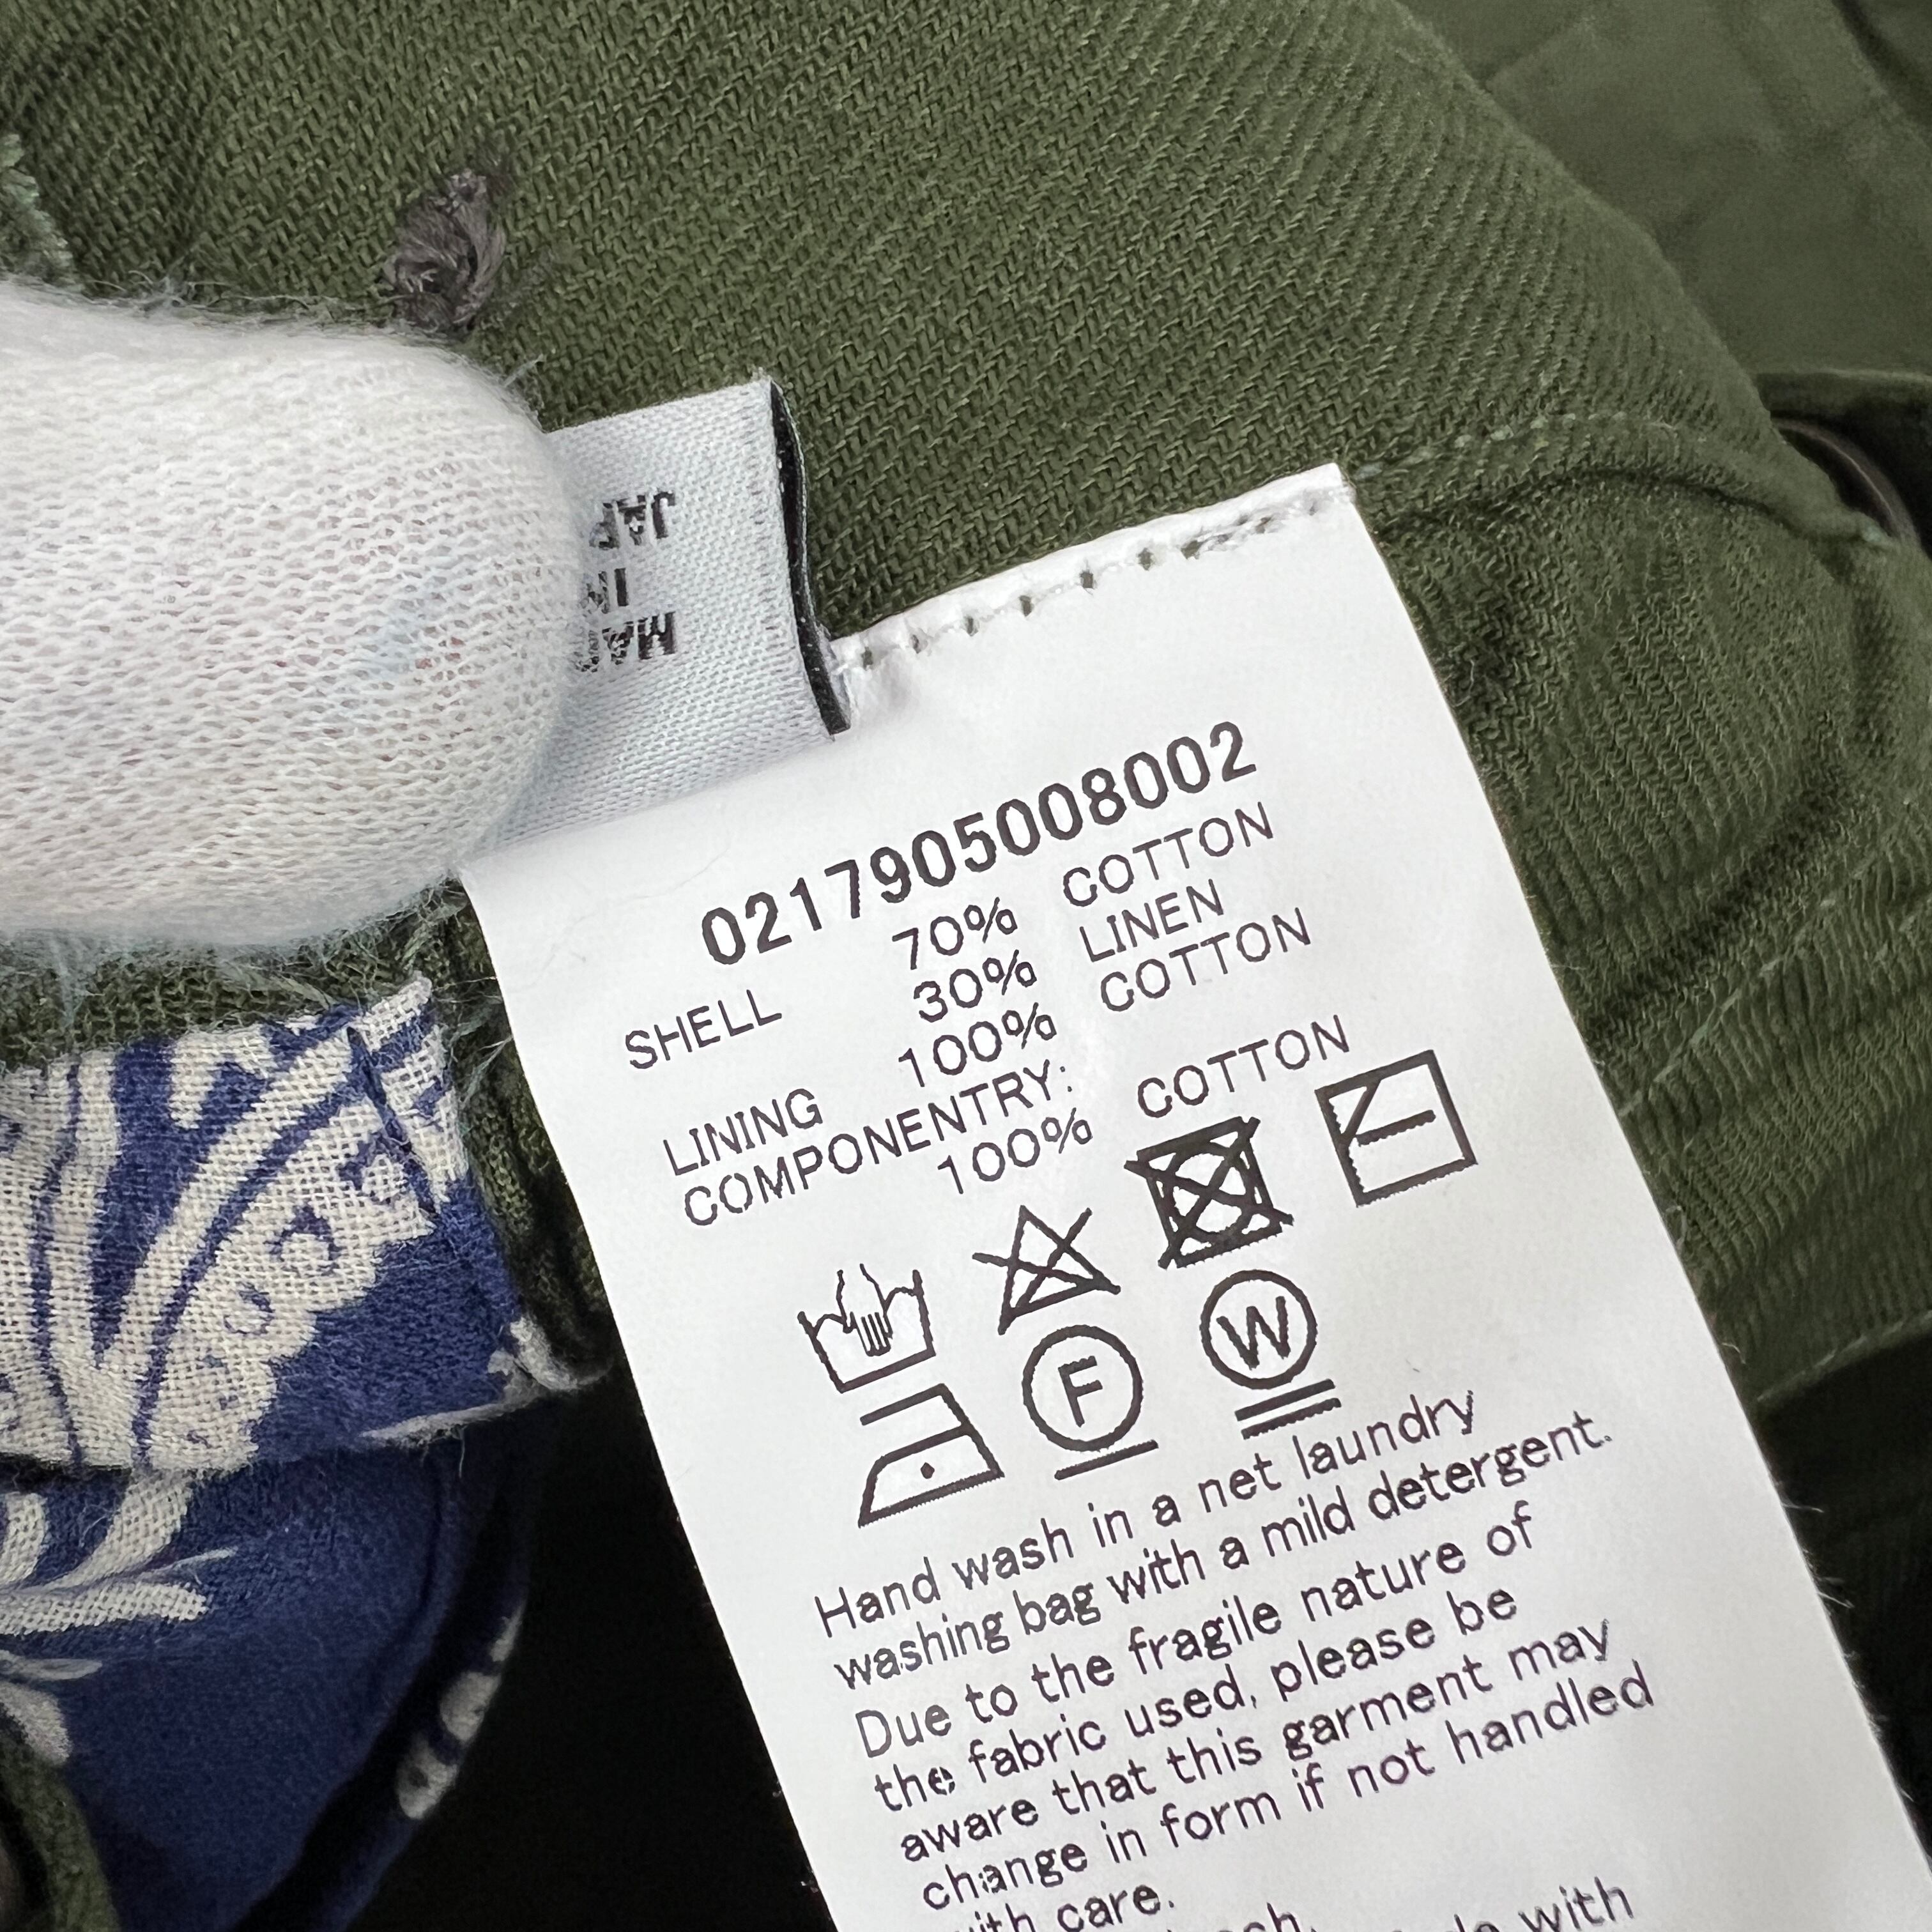 MAD
IN
JAP
0217905008002
70% COTTON
SHELL 30% LINEN
100% COTTON
LINING
COMPONENTRY:
100% COTTON
F
W
Hand wash in a net laundry
washing bag with a mild detergent.
Due to the fragile nature of
the fabric used, please be
aware that this garment may
change in form if not handled
with care.
with